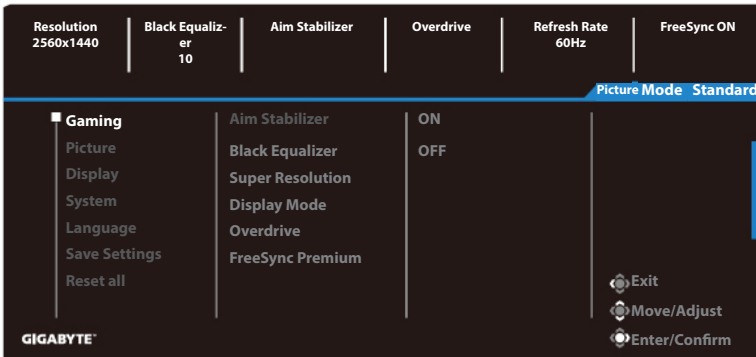 Resolution
2560x1440
Black Equaliz-
er
10
Aim Stabilizer
Overdrive
Refresh Rate
60Hz
FreeSync ON
Picture Mode Standard
Gaming
Picture
Display
System
Language
Save Settings
Reset all
Aim Stabilizer
Black Equalizer
Super Resolution
Display Mode
Overdrive
FreeSync Premium
ON
OFF
Exit
Move/Adjust
Enter/Confirm
GIGABYTE™